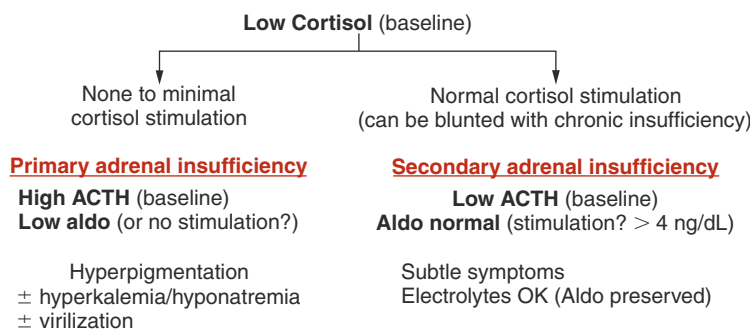 Low Cortisol (baseline)
None to minimal
cortisol stimulation
Primary adrenal insufficiency
High ACTH (baseline)
Low aldo (or no stimulation?)
Hyperpigmentation
± hyperkalemia/hyponatremia
± virilization
Normal cortisol stimulation
(can be blunted with chronic insufficiency)
Secondary adrenal insufficiency
Low ACTH (baseline)
Aldo normal (stimulation? > 4 ng/dL)
Subtle symptoms
Electrolytes OK (Aldo preserved)